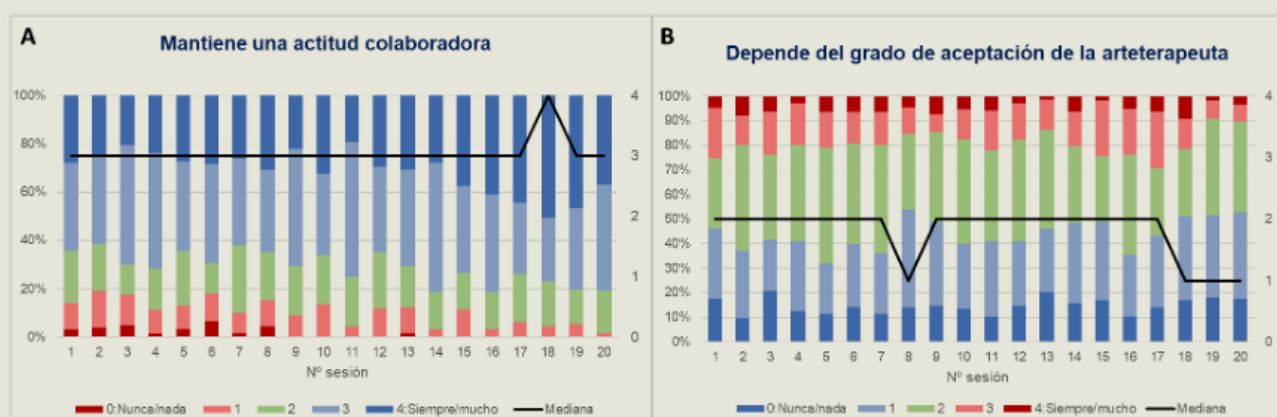 A
Mantiene una actitud colaboradora
100%
80%
60%
40%
20%
0%
4
3
2
1
0
1 2 3 4 5 6 7 8 9 10 11 12 13 14 15 16 17 18 19 20
Nº sesión
0:Nunca/nada 1 2 3 4:Siempre/mucho Mediana
B
Depende del grado de aceptación de la arteterapeuta
100%
90%
80%
70%
60%
50%
40%
30%
20%
10%
0%
4
3
2
1
0
1 2 3 4 5 6 7 8 9 10 11 12 13 14 15 16 17 18 19 20
Nº sesión
0:Nunca/nada 1 2 3 4:Siempre/mucho Mediana